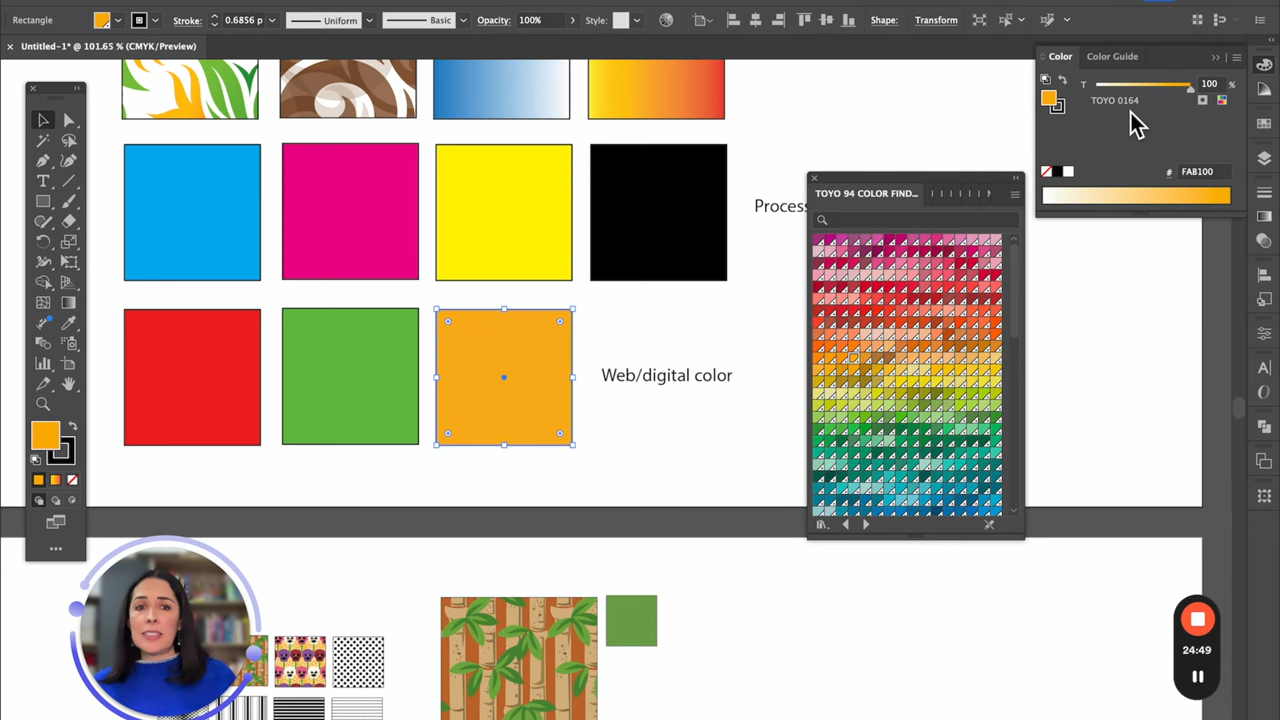 Stroke: 0.6856 p Uniform Basic Opacity: 100% Style: Shape: Transform
Untitled-1* @ 101.65 % (CMYK/Preview)
Color Color Guide
T 100 %
TOYO 0164
# FAB100
TOYO 94 COLOR FIND...
Process
Web/digital color
24:49